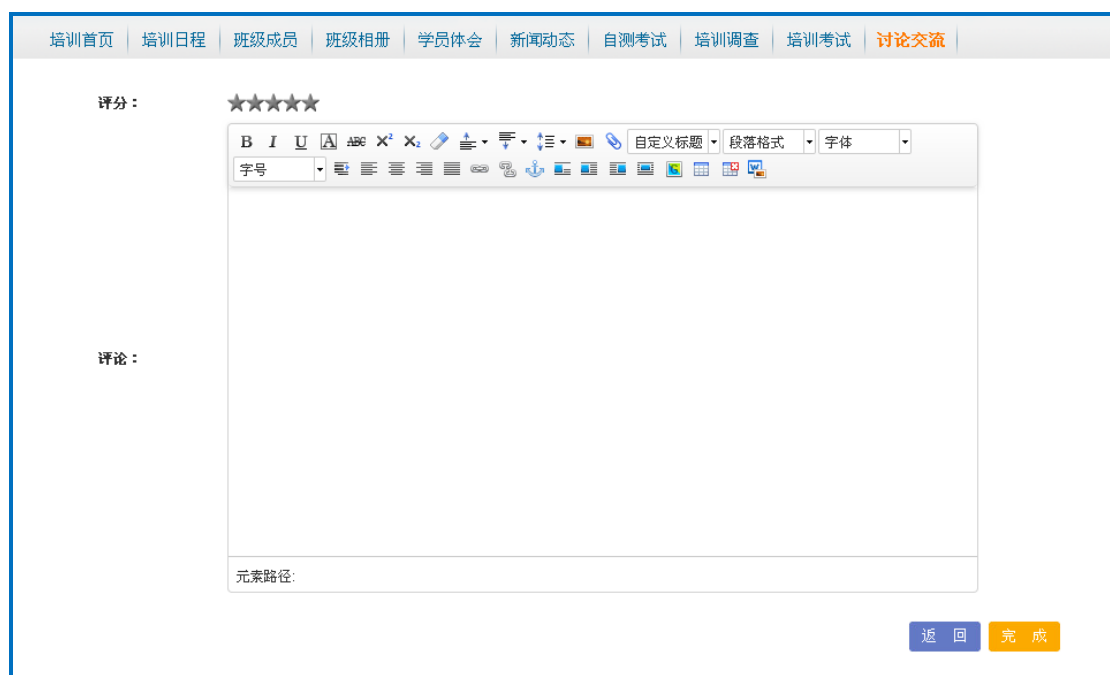 培训首页 培训日程 班级成员 班级相册 学员体会 新闻动态 自测考试 培训调查 培训考试 讨论交流
评分：
B I U A ABC X² X₂ 自定义标题 段落格式 字体
字号
评论：
元素路径:
返 回 完 成